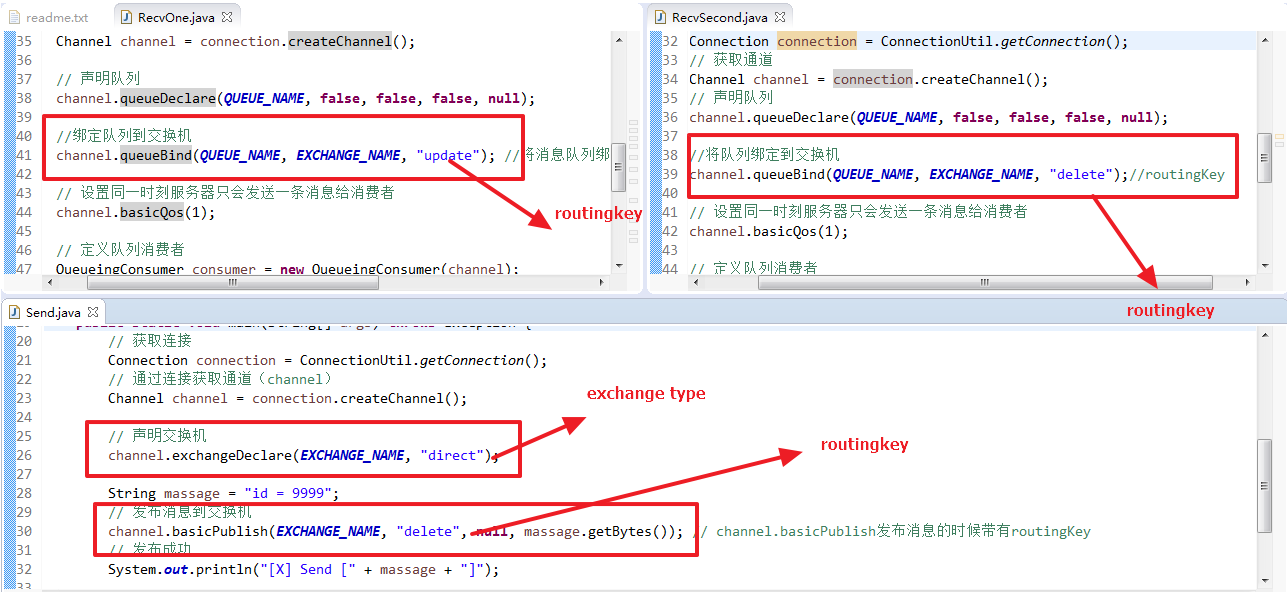 readme.txt
RecvOne.java
35 Channel channel = connection.createChannel();
36
37 // 声明队列
38 channel.queueDeclare(QUEUE_NAME, false, false, false, null);
39
40 //绑定队列到交换机
41 channel.queueBind(QUEUE_NAME, EXCHANGE_NAME, "update"); //将消息队列绑
42
43 // 设置同一时刻服务器只会发送一条消息给消费者
44 channel.basicQos(1);
45
46 // 定义队列消费者
47 QueueingConsumer consumer = new QueueingConsumer(channel);
routingkey
RecvSecond.java
32 Connection connection = ConnectionUtil.getConnection();
33 // 获取通道
34 Channel channel = connection.createChannel();
35 // 声明队列
36 channel.queueDeclare(QUEUE_NAME, false, false, false, null);
37
38 //将队列绑定到交换机
39 channel.queueBind(QUEUE_NAME, EXCHANGE_NAME, "delete");//routingKey
40
41 // 设置同一时刻服务器只会发送一条消息给消费者
42 channel.basicQos(1);
43
44 // 定义队列消费者
routingkey
Send.java
public static void main(String[] args) throws Exception {
20 // 获取连接
21 Connection connection = ConnectionUtil.getConnection();
22 // 通过连接获取通道（channel）
23 Channel channel = connection.createChannel();
24
25 // 声明交换机
26 channel.exchangeDeclare(EXCHANGE_NAME, "direct");
27
28 String massage = "id = 9999";
29 // 发布消息到交换机
30 channel.basicPublish(EXCHANGE_NAME, "delete", null, massage.getBytes()); // channel.basicPublish发布消息的时候带有routingKey
31 // 发布成功
32 System.out.println("[X] Send [" + massage + "]");
33
exchange type
routingkey